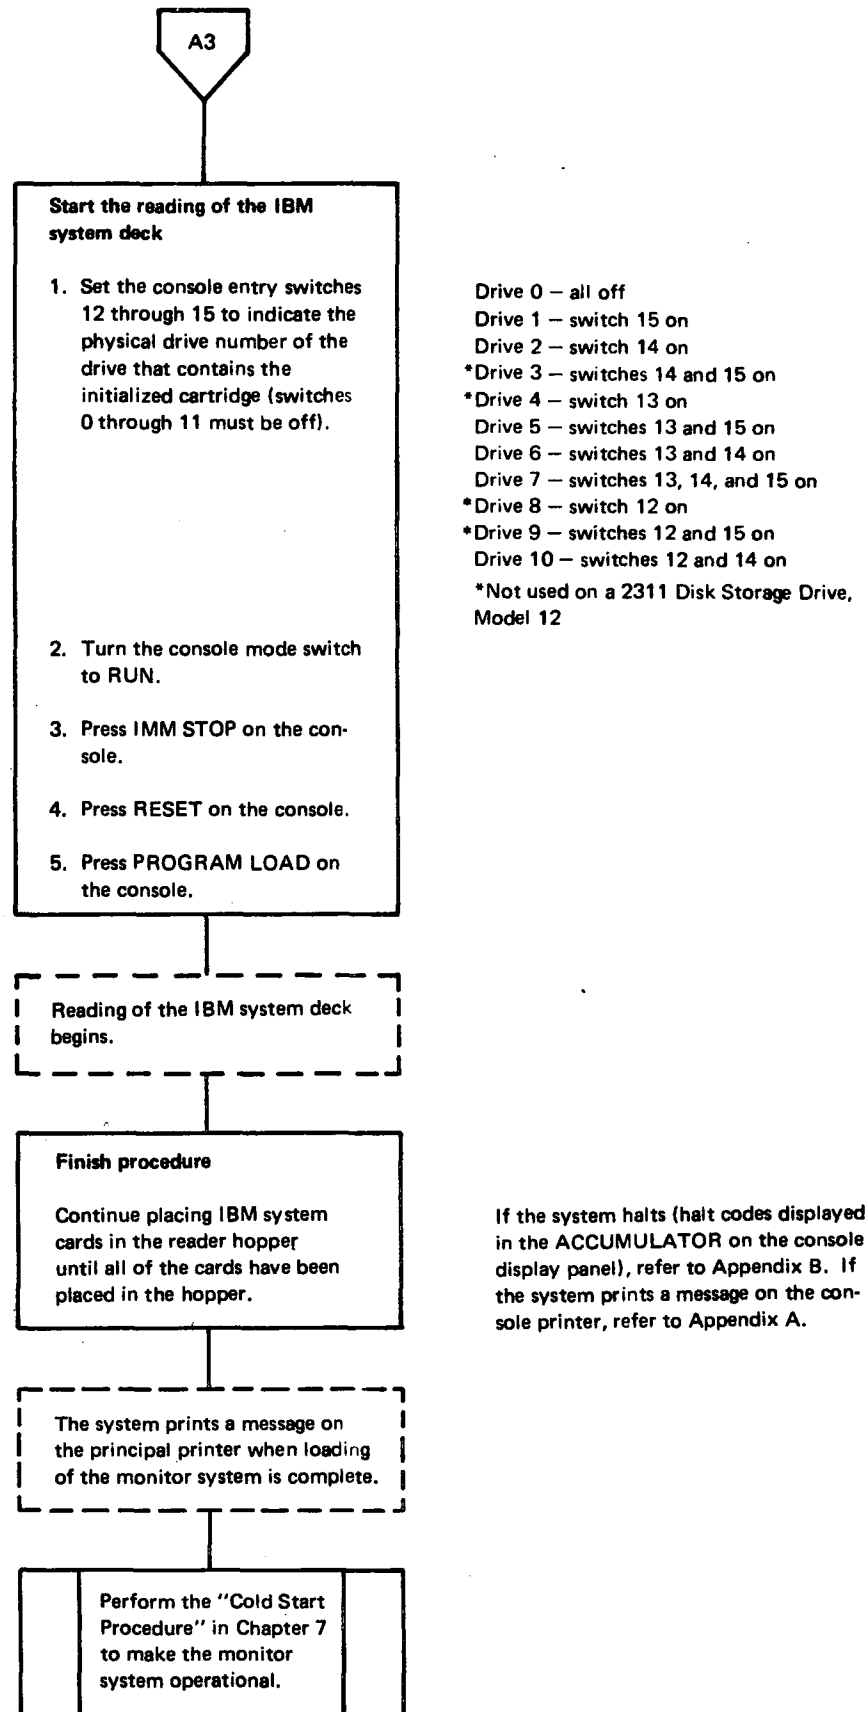 A3
Start the reading of the IBM
system deck
1. Set the console entry switches
12 through 15 to indicate the
physical drive number of the
drive that contains the
initialized cartridge (switches
0 through 11 must be off).
Drive 0 — all off
Drive 1 — switch 15 on
Drive 2 — switch 14 on
*Drive 3 — switches 14 and 15 on
*Drive 4 — switch 13 on
Drive 5 — switches 13 and 15 on
Drive 6 — switches 13 and 14 on
Drive 7 — switches 13, 14, and 15 on
*Drive 8 — switch 12 on
*Drive 9 — switches 12 and 15 on
Drive 10 — switches 12 and 14 on
*Not used on a 2311 Disk Storage Drive,
Model 12
2. Turn the console mode switch
to RUN.
3. Press IMM STOP on the con-
sole.
4. Press RESET on the console.
5. Press PROGRAM LOAD on
the console.
Reading of the IBM system deck
begins.
Finish procedure
Continue placing IBM system
cards in the reader hopper
until all of the cards have been
placed in the hopper.
If the system halts (halt codes displayed
in the ACCUMULATOR on the console
display panel), refer to Appendix B. If
the system prints a message on the con-
sole printer, refer to Appendix A.
The system prints a message on
the principal printer when loading
of the monitor system is complete.
Perform the "Cold Start
Procedure" in Chapter 7
to make the monitor
system operational.